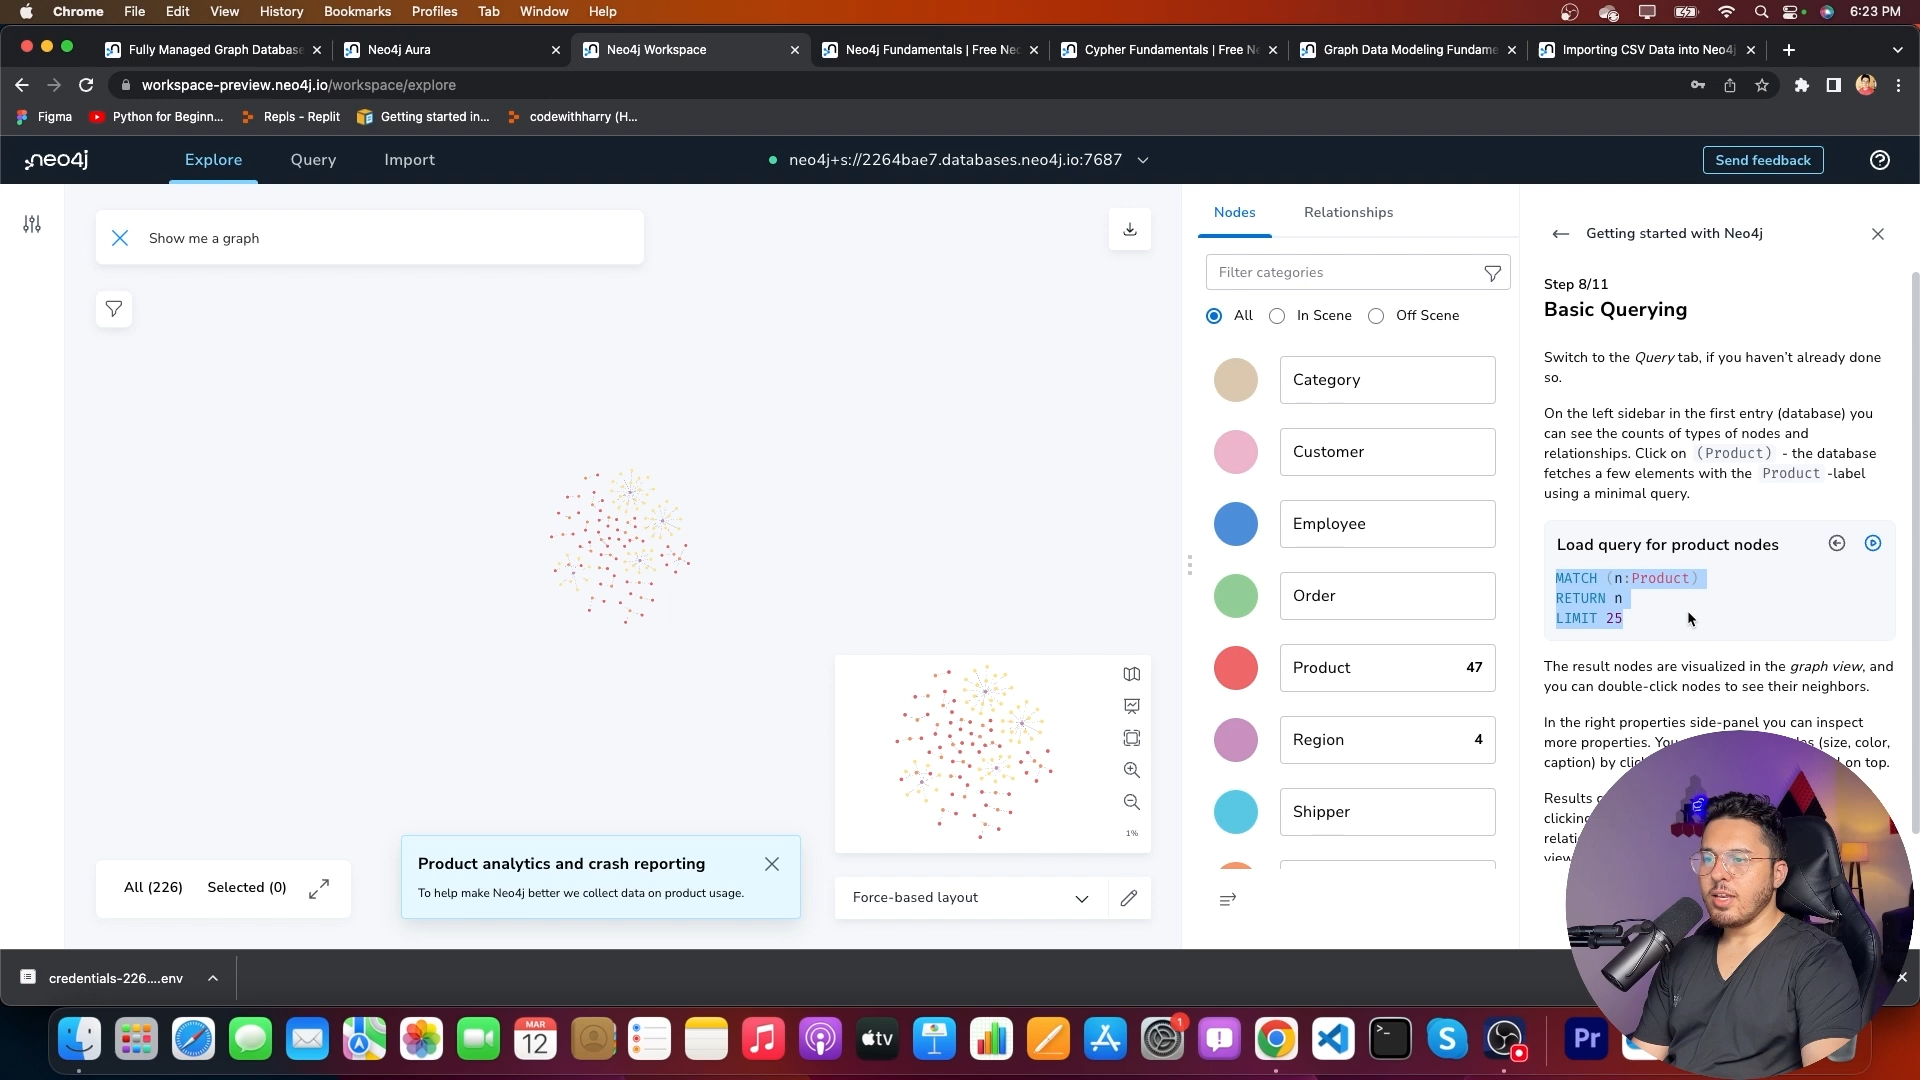 Chrome File Edit View History Bookmarks Profiles Tab Window Help 6:23 PM
Fully Managed Graph Database Neo4j Aura Neo4j Workspace Neo4j Fundamentals | Free Neo Cypher Fundamentals | Free Ne Graph Data Modeling Fundame Importing CSV Data into Neo4j
workspace-preview.neo4j.io/workspace/explore
Figma Python for Beginn... Repls - Replit Getting started in... codewithharry (H...
neo4j Explore Query Import neo4j+s://2264bae7.databases.neo4j.io:7687 Send feedback
Show me a graph
Nodes Relationships
Filter categories
All In Scene Off Scene
Category
Customer
Employee
Order
Product 47
Region 4
Shipper
Getting started with Neo4j
Step 8/11
Basic Querying
Switch to the Query tab, if you haven't already done
so.
On the left sidebar in the first entry (database) you
can see the counts of types of nodes and
relationships. Click on (Product) - the database
fetches a few elements with the Product -label
using a minimal query.
Load query for product nodes
MATCH (n:Product)
RETURN n
LIMIT 25
The result nodes are visualized in the graph view, and
you can double-click nodes to see their neighbors.
In the right properties side-panel you can inspect
more properties. (size, color,
caption) by on top.
Results
clicking
1%
Force-based layout
Product analytics and crash reporting
To help make Neo4j better we collect data on product usage.
All (226) Selected (0)
credentials-226....env
MAR
12
tv
1
Pr